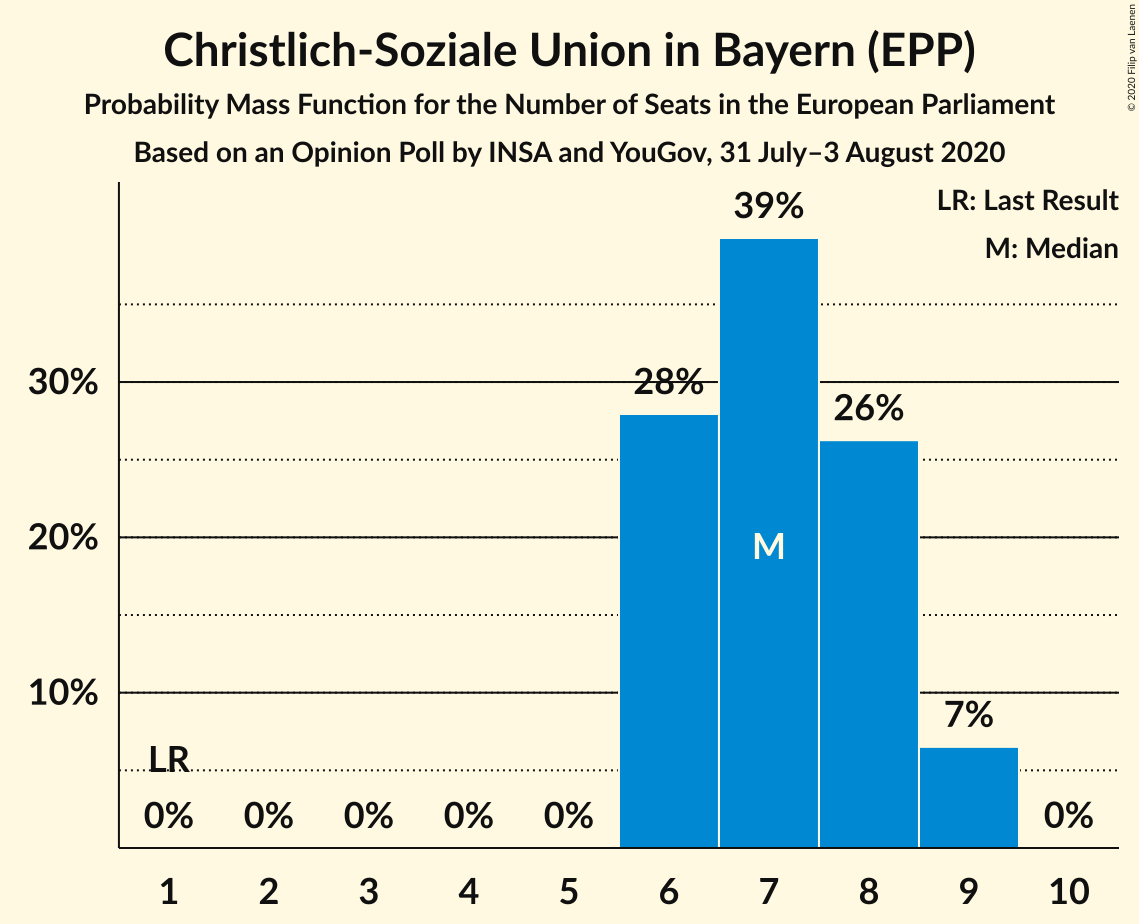 Christlich-Soziale Union in Bayern (EPP)
Probability Mass Function for the Number of Seats in the European Parliament
Based on an Opinion Poll by INSA and YouGov, 31 July–3 August 2020
© 2020 Filip van Laenen
LR: Last Result
M: Median
39%
30%
28%
26%
20%
M
10%
7%
LR
0% 0% 0% 0% 0% 0%
1 2 3 4 5 6 7 8 9 10